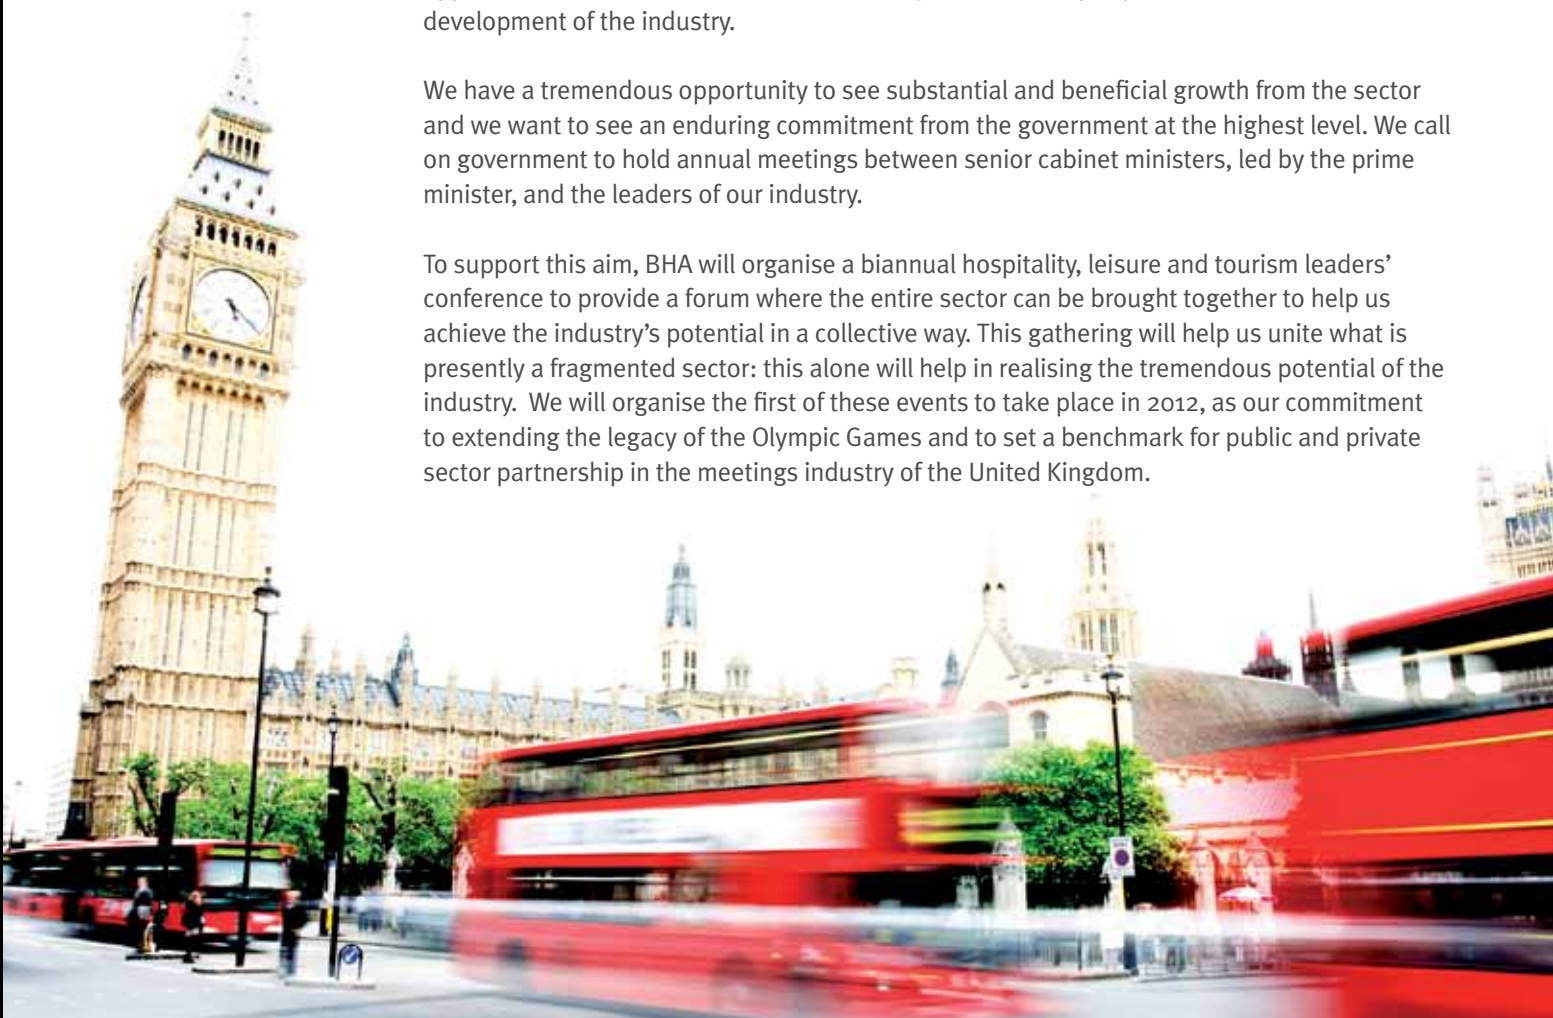 development of the industry.
We have a tremendous opportunity to see substantial and beneficial growth from the sector
and we want to see an enduring commitment from the government at the highest level. We call
on government to hold annual meetings between senior cabinet ministers, led by the prime
minister, and the leaders of our industry.
To support this aim, BHA will organise a biannual hospitality, leisure and tourism leaders’
conference to provide a forum where the entire sector can be brought together to help us
achieve the industry’s potential in a collective way. This gathering will help us unite what is
presently a fragmented sector: this alone will help in realising the tremendous potential of the
industry.  We will organise the first of these events to take place in 2012, as our commitment
to extending the legacy of the Olympic Games and to set a benchmark for public and private
sector partnership in the meetings industry of the United Kingdom.